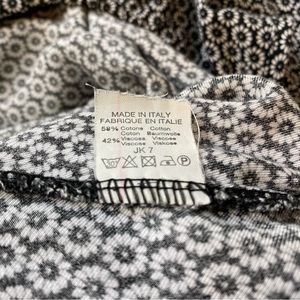 MADE IN ITALY
FABRIQUE EN ITALIE
58% Cotone Cotton
Coton Baumwolle
42% Viscosa Viscose
Viscose Viskose
JK 7
P